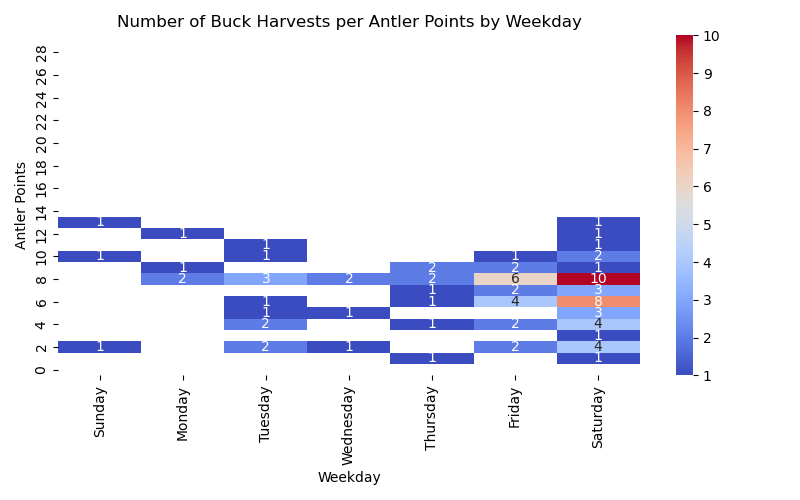 Number of Buck Harvests per Antler Points by Weekday
Antler Points
28
26
24
22
20
18
16
14
12
10
8
6
4
2
0
1 1
1 1
1 1
1 1 1 2
1 2 2 1
2 3 2 2 6 10
1 2 3
1 1 4 8
1 1 3
2 1 2 4
1
1 2 1 2 4
1 1
Sunday Monday Tuesday Wednesday Thursday Friday Saturday
Weekday
10
9
8
7
6
5
4
3
2
1